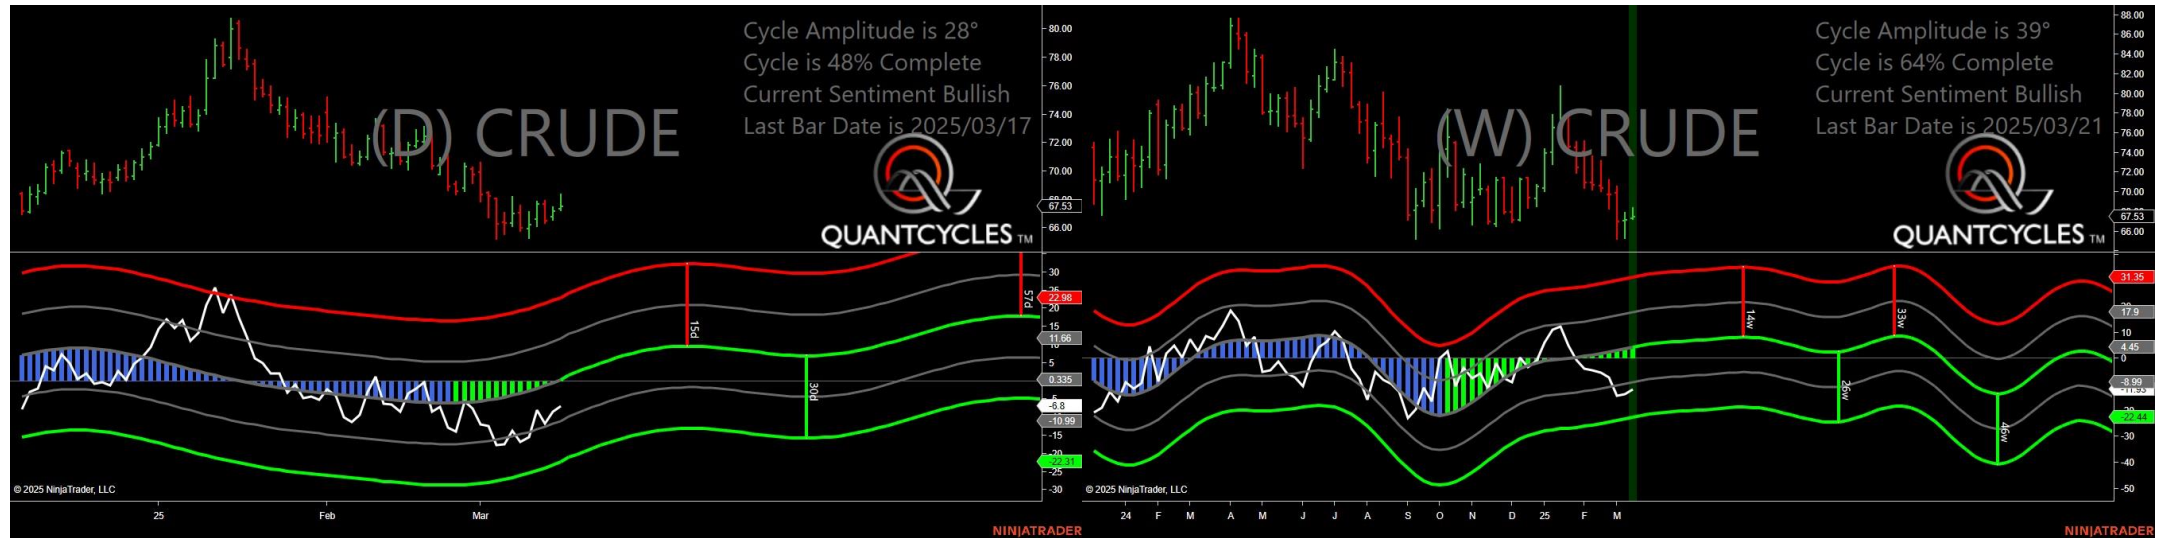 Cycle Amplitude is 28°
Cycle is 48% Complete
Current Sentiment Bullish
Last Bar Date is 2025/03/17
(D) CRUDE
QUANTCYCLES TM
80.00
78.00
76.00
74.00
72.00
70.00
67.53
66.00
30
22.98
20
15
11.66
5
0.335
-6.8
-10.99
-15
-22.31
-25
-30
15d
30d
57d
© 2025 NinjaTrader, LLC
25 Feb Mar
NINJATRADER
Cycle Amplitude is 39°
Cycle is 64% Complete
Current Sentiment Bullish
Last Bar Date is 2025/03/21
(W) CRUDE
QUANTCYCLES TM
88.00
86.00
84.00
82.00
80.00
78.00
76.00
74.00
72.00
70.00
67.53
66.00
31.35
17.9
10
4.45
0
-8.99
-11.93
-22.44
-30
-40
-50
14w
26w
33w
46w
© 2025 NinjaTrader, LLC
24 F M A M J J A S O N D 25 F M
NINJATRADER